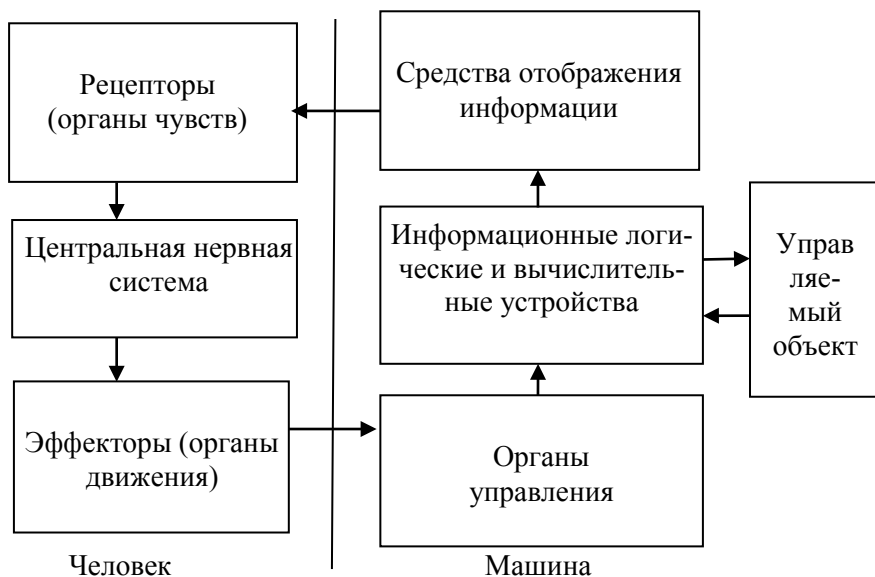 Рецепторы
(органы чувств)
Средства отображения
информации
Центральная нервная
система
Информационные логи-
ческие и вычислитель-
ные устройства
Управ
ляе-
мый
объект
Эффекторы (органы
движения)
Органы
управления
Человек
Машина